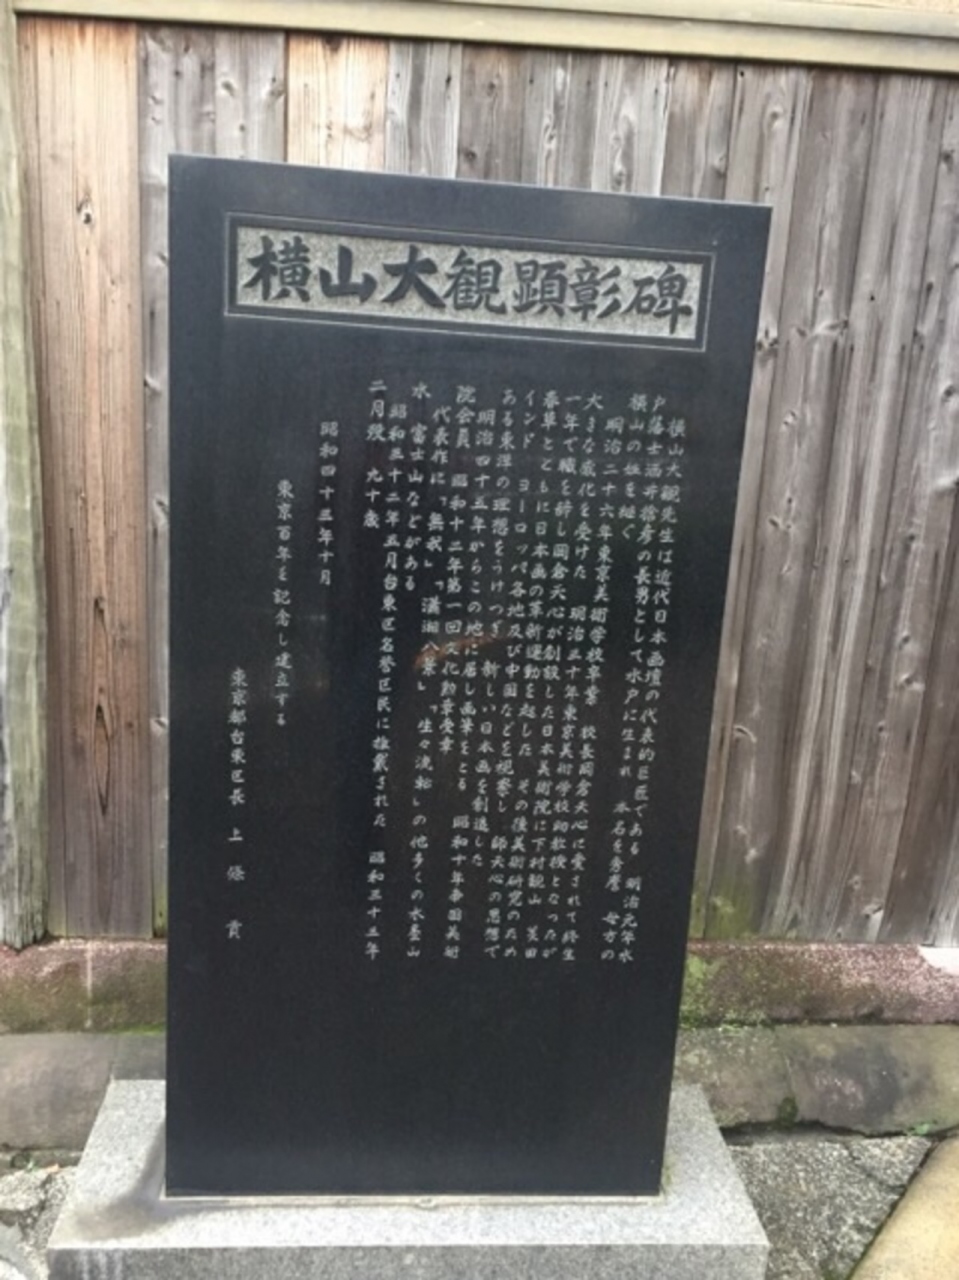 横山大観顕彰碑
横山大観先生は近代日本画壇の代表的巨匠である 明治元年水
戸藩士酒井捨彦の長男として水戸に生まれ 本名を秀麿 母方の
横山の姓を継ぐ
明治二十六年東京美術学校卒業 校長岡倉天心に愛されて終生
大きな感化を受けた 明治三十年東京美術学校助教授となったが
一年で職を辞し岡倉天心が創設した日本美術院に下村観山 菱田
春草とともに日本画の革新運動を起した その後美術研究のため
インド ヨーロッパ各地及び中国などを視察し 師天心の思想で
ある東洋の理想をうけつぎ 新しい日本画を創造した
明治四十五年からこの地に居し画筆をとる 昭和十年帝国美術
院会員 昭和十二年第一回文化勲章受章
代表作に「無我」「瀟湘八景」「生々流転」の他多くの水墨山
水 富士山などがある
昭和三十二年五月台東区名誉区民に推戴された 昭和三十三年
二月歿 九十歳
昭和四十三年十月
東京百年を記念し建立する
東京都台東区長 上條 貢